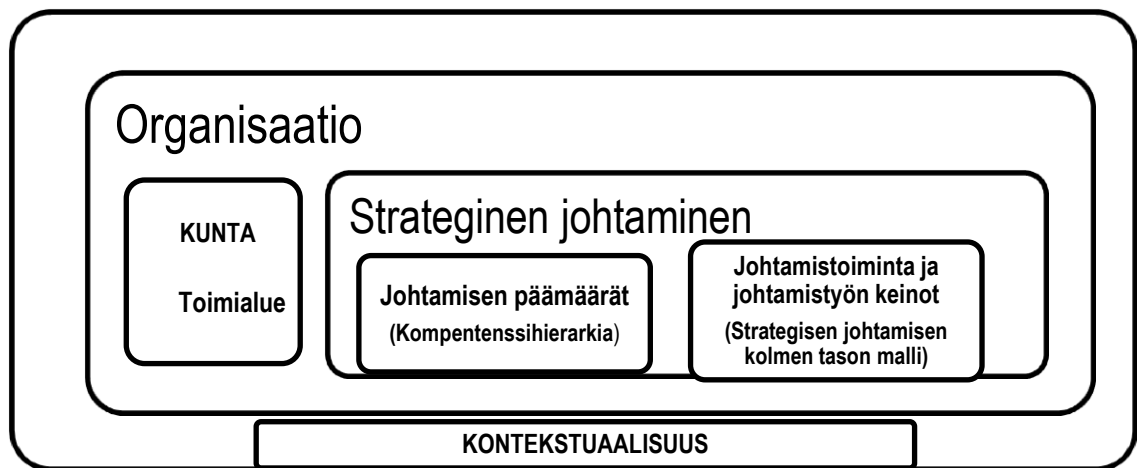 Organisaatio
KUNTA
Toimialue
Strateginen johtaminen
Johtamisen päämäärät
(Kompentenssihierarkia)
Johtamistoiminta ja
johtamistyön keinot
(Strategisen johtamisen
kolmen tason malli)
KONTEKSTUAALISUUS